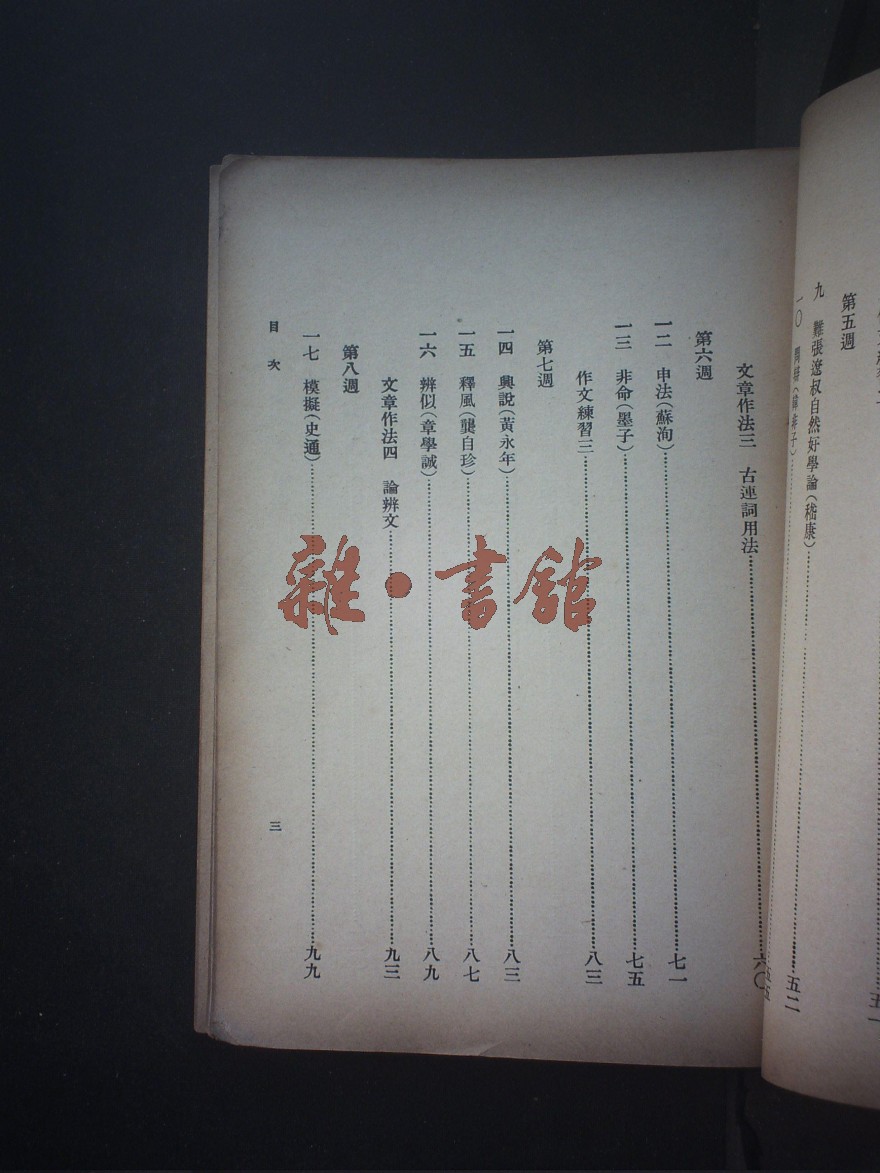 第五週
九 難張遼叔自然好學論(嵇康)……五二
一〇
文章作法三 古連詞用法……六〇
第六週
一二 申法(蘇洵)……七一
一三 非命(墨子)……七五
作文練習三……八三
第七週
一四 輿說(黃永年)……八三
一五 釋風(龔自珍)……八七
一六 辨似(章學誠)……八九
文章作法四 論辨文……九三
第八週
一七 模擬(史通)……九九
目次
三
雜·書館